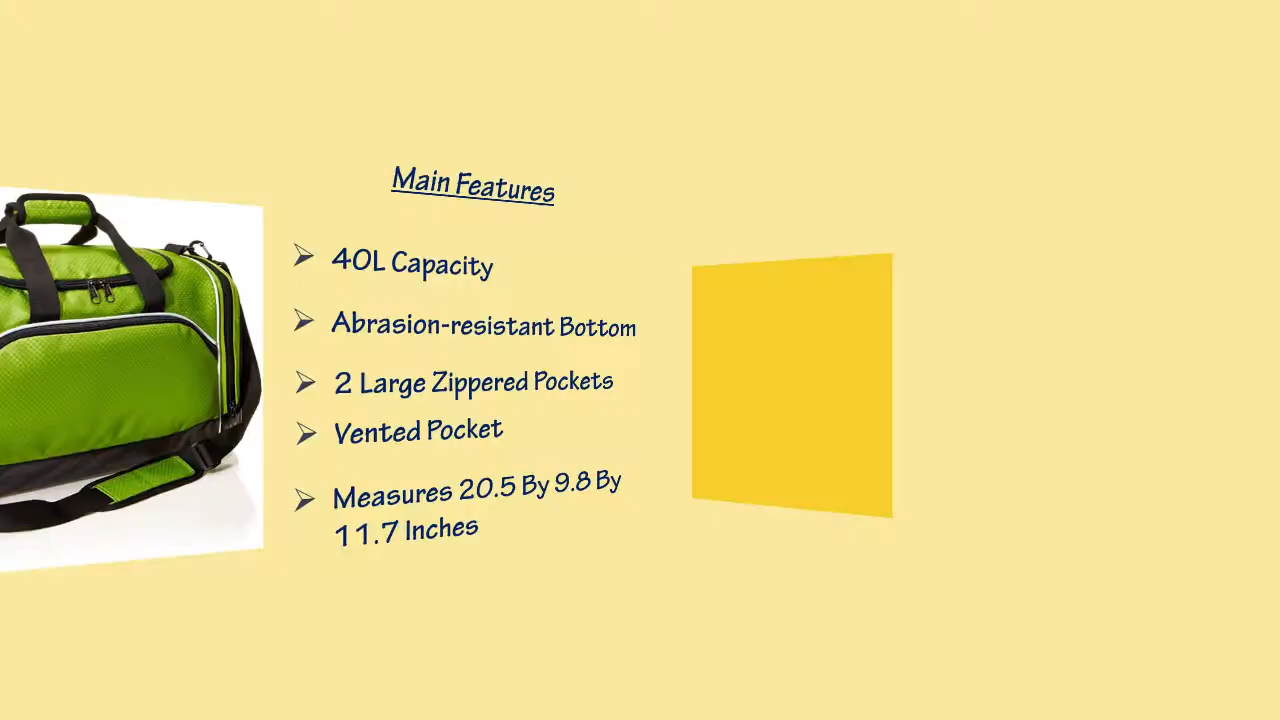 Main Features
40L Capacity
Abrasion-resistant Bottom
2 Large Zippered Pockets
Vented Pocket
Measures 20.5 By 9.8 By
11.7 Inches